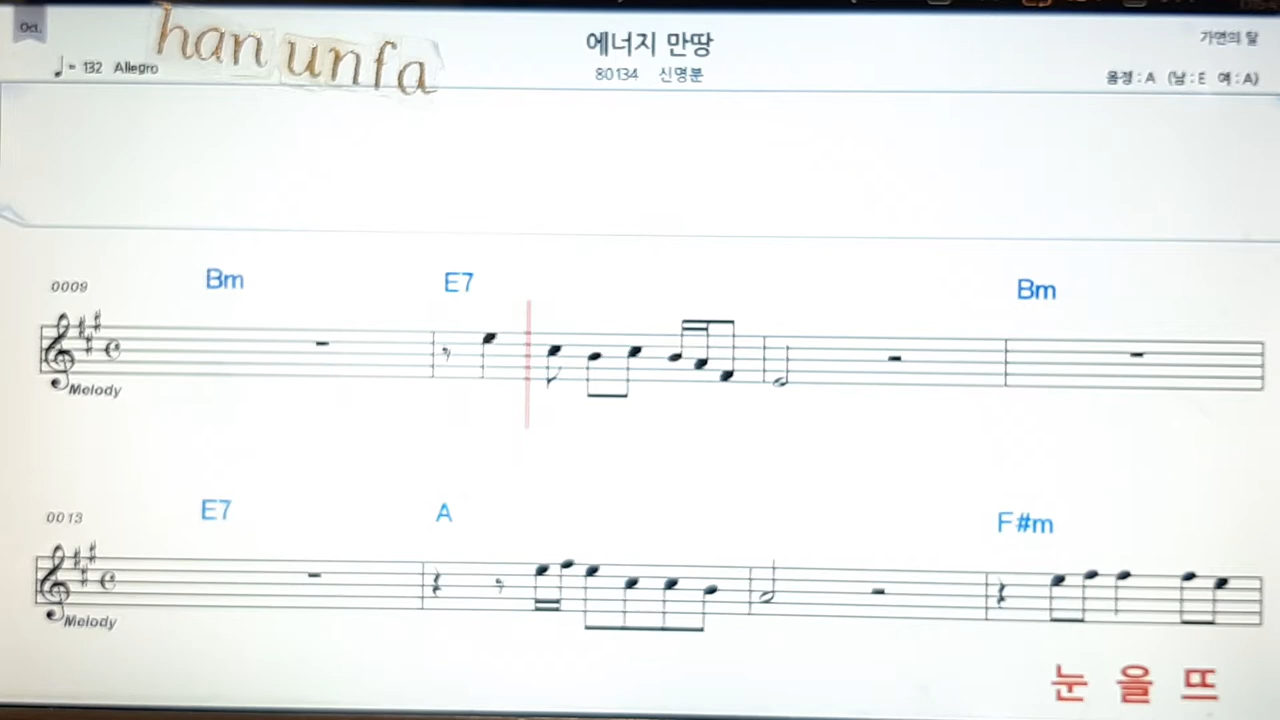 Oct.
han unfa
에너지 만땅
가면의 탈
♩= 132 Allegro
80134 신명분
음정 : A (남 : E 여 : A)
Bm E7 Bm
0009
Melody
E7 A F#m
0013
Melody
눈 을 뜨